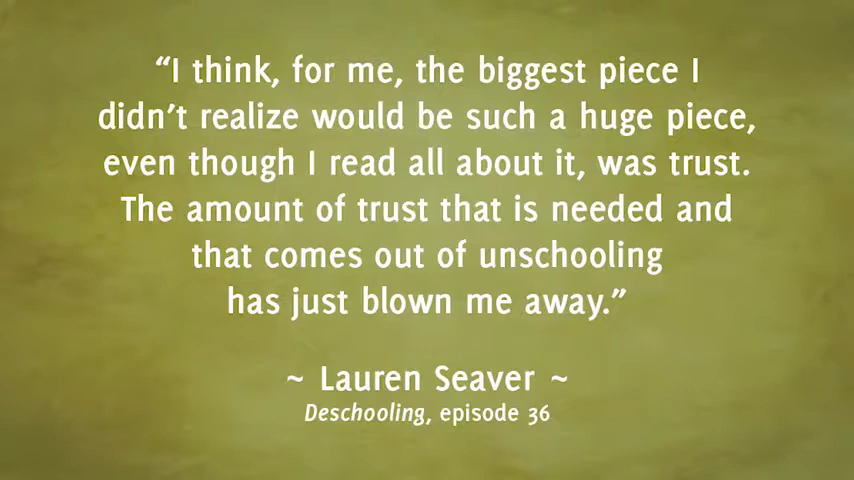 “I think, for me, the biggest piece I
didn’t realize would be such a huge piece,
even though I read all about it, was trust.
The amount of trust that is needed and
that comes out of unschooling
has just blown me away.”
~ Lauren Seaver ~
Deschooling, episode 36